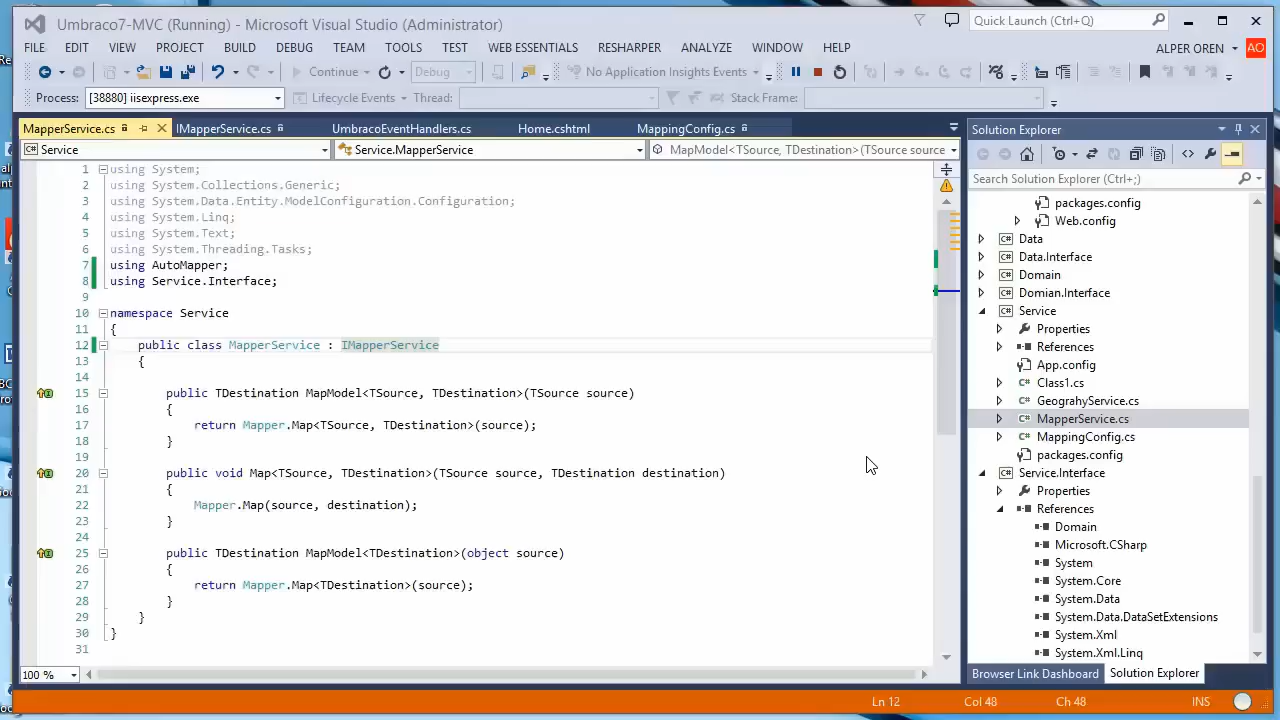 Umbraco7-MVC (Running) - Microsoft Visual Studio (Administrator)
Quick Launch (Ctrl+Q)
FILE EDIT VIEW PROJECT BUILD DEBUG TEAM TOOLS TEST WEB ESSENTIALS RESHARPER ANALYZE WINDOW HELP
ALPER OREN AO
Continue Debug No Application Insights Events
Process: [38880] iisexpress.exe Lifecycle Events Thread: Stack Frame:
MapperService.cs IMapperService.cs UmbracoEventHandlers.cs Home.cshtml MappingConfig.cs
Service Service.MapperService MapModel<TSource, TDestination>(TSource source
1 using System;
2 using System.Collections.Generic;
3 using System.Data.Entity.ModelConfiguration.Configuration;
4 using System.Linq;
5 using System.Text;
6 using System.Threading.Tasks;
7 using AutoMapper;
8 using Service.Interface;
9
10 namespace Service
11 {
12 public class MapperService : IMapperService
13 {
14
15 public TDestination MapModel<TSource, TDestination>(TSource source)
16 {
17 return Mapper.Map<TSource, TDestination>(source);
18 }
19
20 public void Map<TSource, TDestination>(TSource source, TDestination destination)
21 {
22 Mapper.Map(source, destination);
23 }
24
25 public TDestination MapModel<TDestination>(object source)
26 {
27 return Mapper.Map<TDestination>(source);
28 }
29 }
30 }
31
100 %
Solution Explorer
Search Solution Explorer (Ctrl+;)
packages.config
Web.config
Data
Data.Interface
Domain
Domian.Interface
Service
Properties
References
App.config
Class1.cs
GeograhyService.cs
MapperService.cs
MappingConfig.cs
packages.config
Service.Interface
Properties
References
Domain
Microsoft.CSharp
System
System.Core
System.Data
System.Data.DataSetExtensions
System.Xml
System.Xml.Linq
Browser Link Dashboard Solution Explorer
Ln 12 Col 48 Ch 48 INS